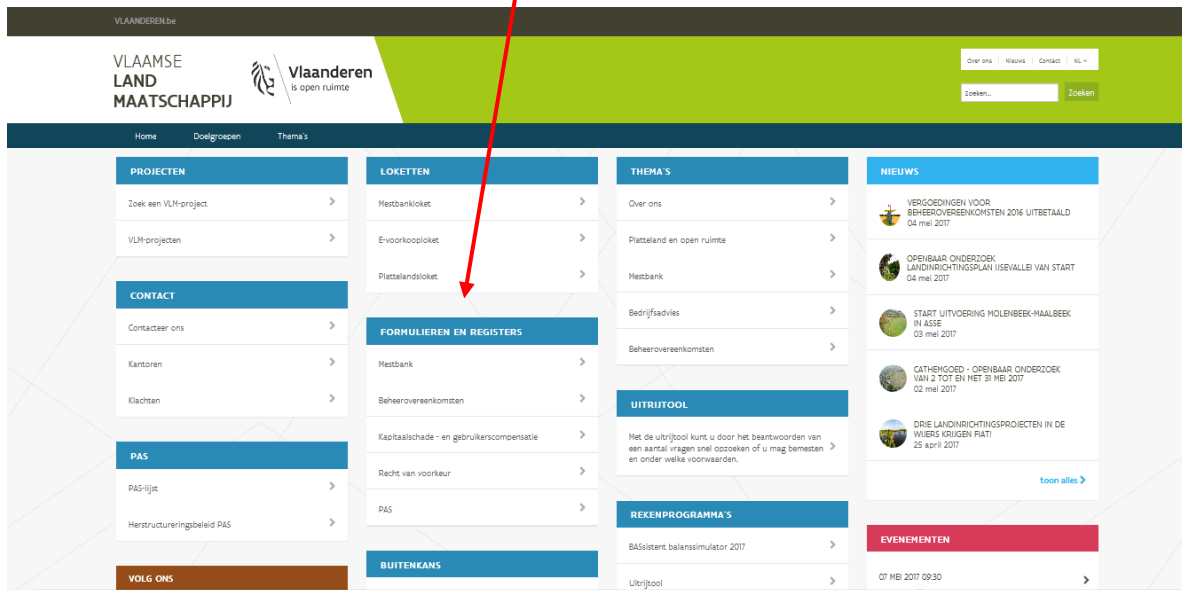 VLAANDEREN.be
VLAAMSE
LAND
MAATSCHAPPIJ
Vlaanderen
is open ruimte
Over ons
Nieuws
Contact
NL
Zoeken...
Zoeken
Home
Doelgroepen
Thema's
PROJECTEN
Zoek een VLM-project
VLM-projecten
CONTACT
Contacteer ons
Kantoren
Klachten
PAS
PAS-lijst
Herstructureringsbeleid PAS
VOLG ONS
LOKETTEN
Mestbankloket
E-voorkooploket
Plattelandsloket
FORMULIEREN EN REGISTERS
Mestbank
Beheerovereenkomsten
Kapitaalschade - en gebruikerscompensatie
Recht van voorkeur
PAS
BUITENKANS
THEMA'S
Over ons
Platteland en open ruimte
Mestbank
Bedrijfsadvies
Beheerovereenkomsten
UITRIJTOOL
Met de uitrijtool kunt u door het beantwoorden van
een aantal vragen snel opzoeken of u mag bemesten
en onder welke voorwaarden.
REKENPROGRAMMA'S
BASsistent balanssimulator 2017
Uitrijtool
NIEUWS
VERGOEDINGEN VOOR
BEHEEROVEREENKOMSTEN 2016 UITBETAALD
04 mei 2017
OPENBAAR ONDERZOEK
LANDINRICHTINGSPLAN IJSEVALLEI VAN START
04 mei 2017
START UITVOERING MOLENBEEK-MAALBEEK
IN ASSE
03 mei 2017
CATHEMGOED - OPENBAAR ONDERZOEK
VAN 2 TOT EN MET 31 MEI 2017
02 mei 2017
DRIE LANDINRICHTINGSPROJECTEN IN DE
WIJERS KRIJGEN FIAT!
25 april 2017
toon alles
EVENEMENTEN
07 MEI 2017 09:30